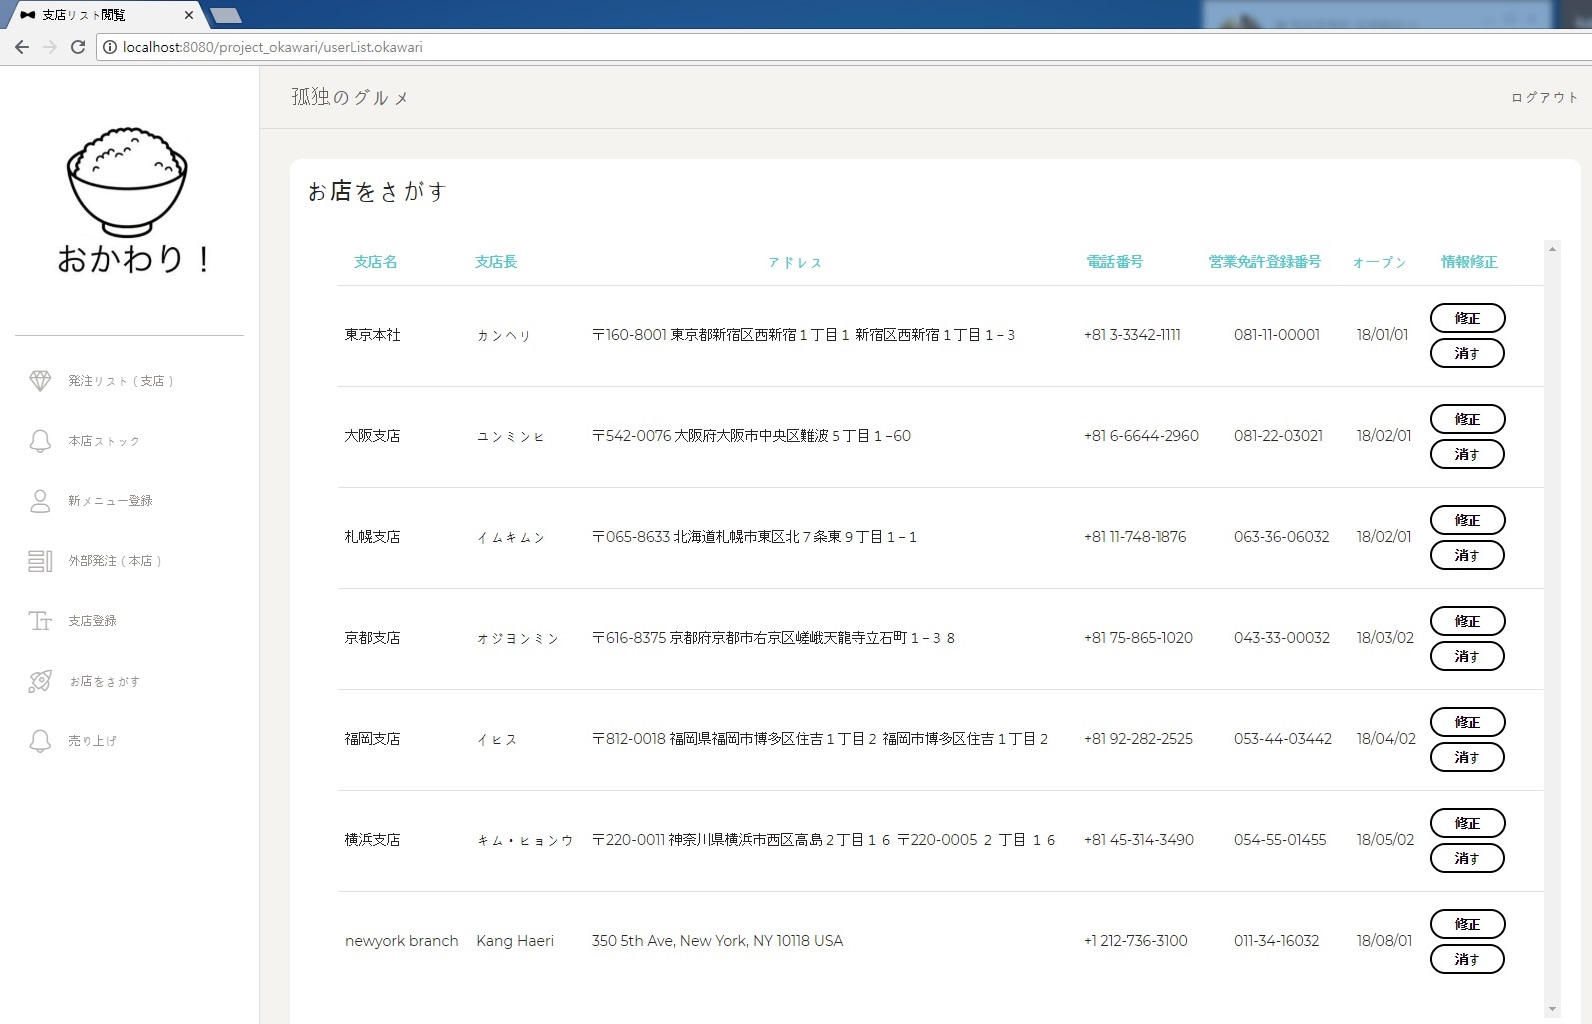 支店リスト閲覧
localhost:8080/project_okawari/userList.okawari
孤独のグルメ
ログアウト
おかわり！
発注リスト ( 支店 )
本店ストック
新メニュー登録
外部発注 ( 本店 )
支店登録
お店をさがす
売り上げ
お店をさがす
支店名 支店長 アドレス 電話番号 営業免許登録番号 オープン 情報修正
東京本社 カンヘリ 〒160-8001 東京都新宿区西新宿１丁目１ 新宿区西新宿１丁目１−３ +81 3-3342-1111 081-11-00001 18/01/01 修正
消す
大阪支店 ユンミンヒ 〒542-0076 大阪府大阪市中央区難波５丁目１−60 +81 6-6644-2960 081-22-03021 18/02/01 修正
消す
札幌支店 イムキムン 〒065-8633 北海道札幌市東区北７条東９丁目１−１ +81 11-748-1876 063-36-06032 18/02/01 修正
消す
京都支店 オジヨンミン 〒616-8375 京都府京都市右京区嵯峨天龍寺立石町１−３８ +81 75-865-1020 043-33-00032 18/03/02 修正
消す
福岡支店 イヒス 〒812-0018 福岡県福岡市博多区住吉１丁目２ 福岡市博多区住吉１丁目２ +81 92-282-2525 053-44-03442 18/04/02 修正
消す
横浜支店 キム・ヒョンウ 〒220-0011 神奈川県横浜市西区高島２丁目１６ 〒220-0005 ２ 丁目 １６ +81 45-314-3490 054-55-01455 18/05/02 修正
消す
newyork branch Kang Haeri 350 5th Ave, New York, NY 10118 USA +1 212-736-3100 011-34-16032 18/08/01 修正
消す